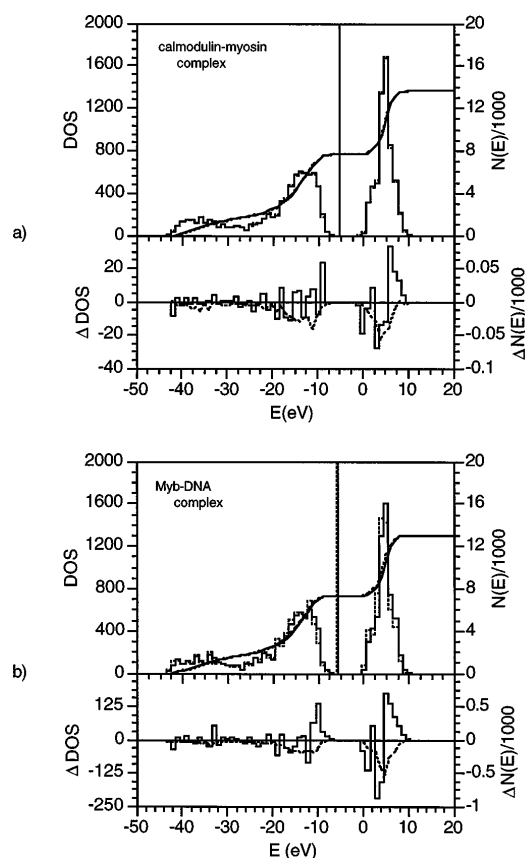 2000
1600
1200
800
400
0
DOS
calmodulin-myosin
complex
20
16
12
8
4
0
N(E)/1000
a)
20
0
-20
-40
Δ DOS
0.05
0
-0.05
-0.1
ΔN(E)/1000
-50 -40 -30 -20 -10 0 10 20
E(eV)
2000
1600
1200
800
400
0
DOS
Myb-DNA
complex
20
16
12
8
4
0
N(E)/1000
b)
125
0
-125
-250
Δ DOS
0.5
0
-0.5
-1
ΔN(E)/1000
-50 -40 -30 -20 -10 0 10 20
E (eV)